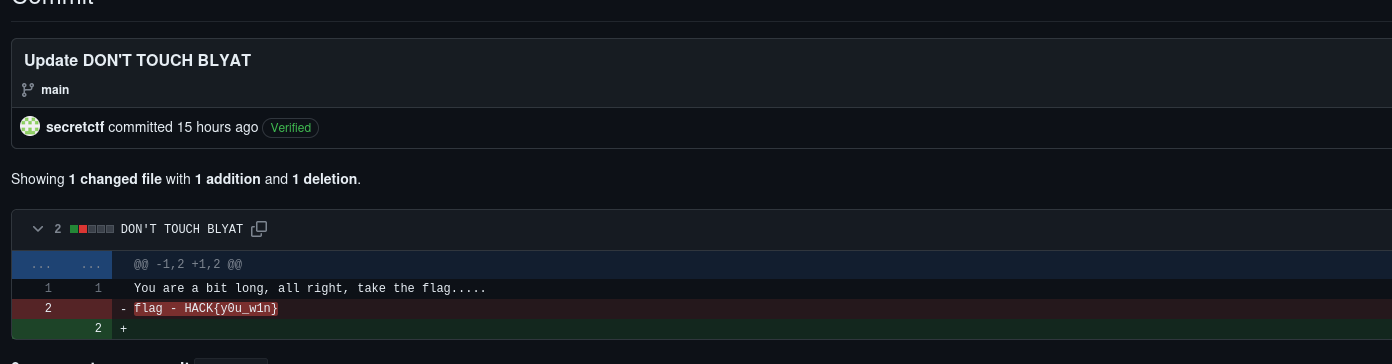 Commit
Update DON'T TOUCH BLYAT
main
secretctf committed 15 hours ago Verified
Showing 1 changed file with 1 addition and 1 deletion.
2 DON'T TOUCH BLYAT
... ... @@ -1,2 +1,2 @@
1 1 You are a bit long, all right, take the flag.....
2 - flag - HACK{y0u_w1n}
2 +